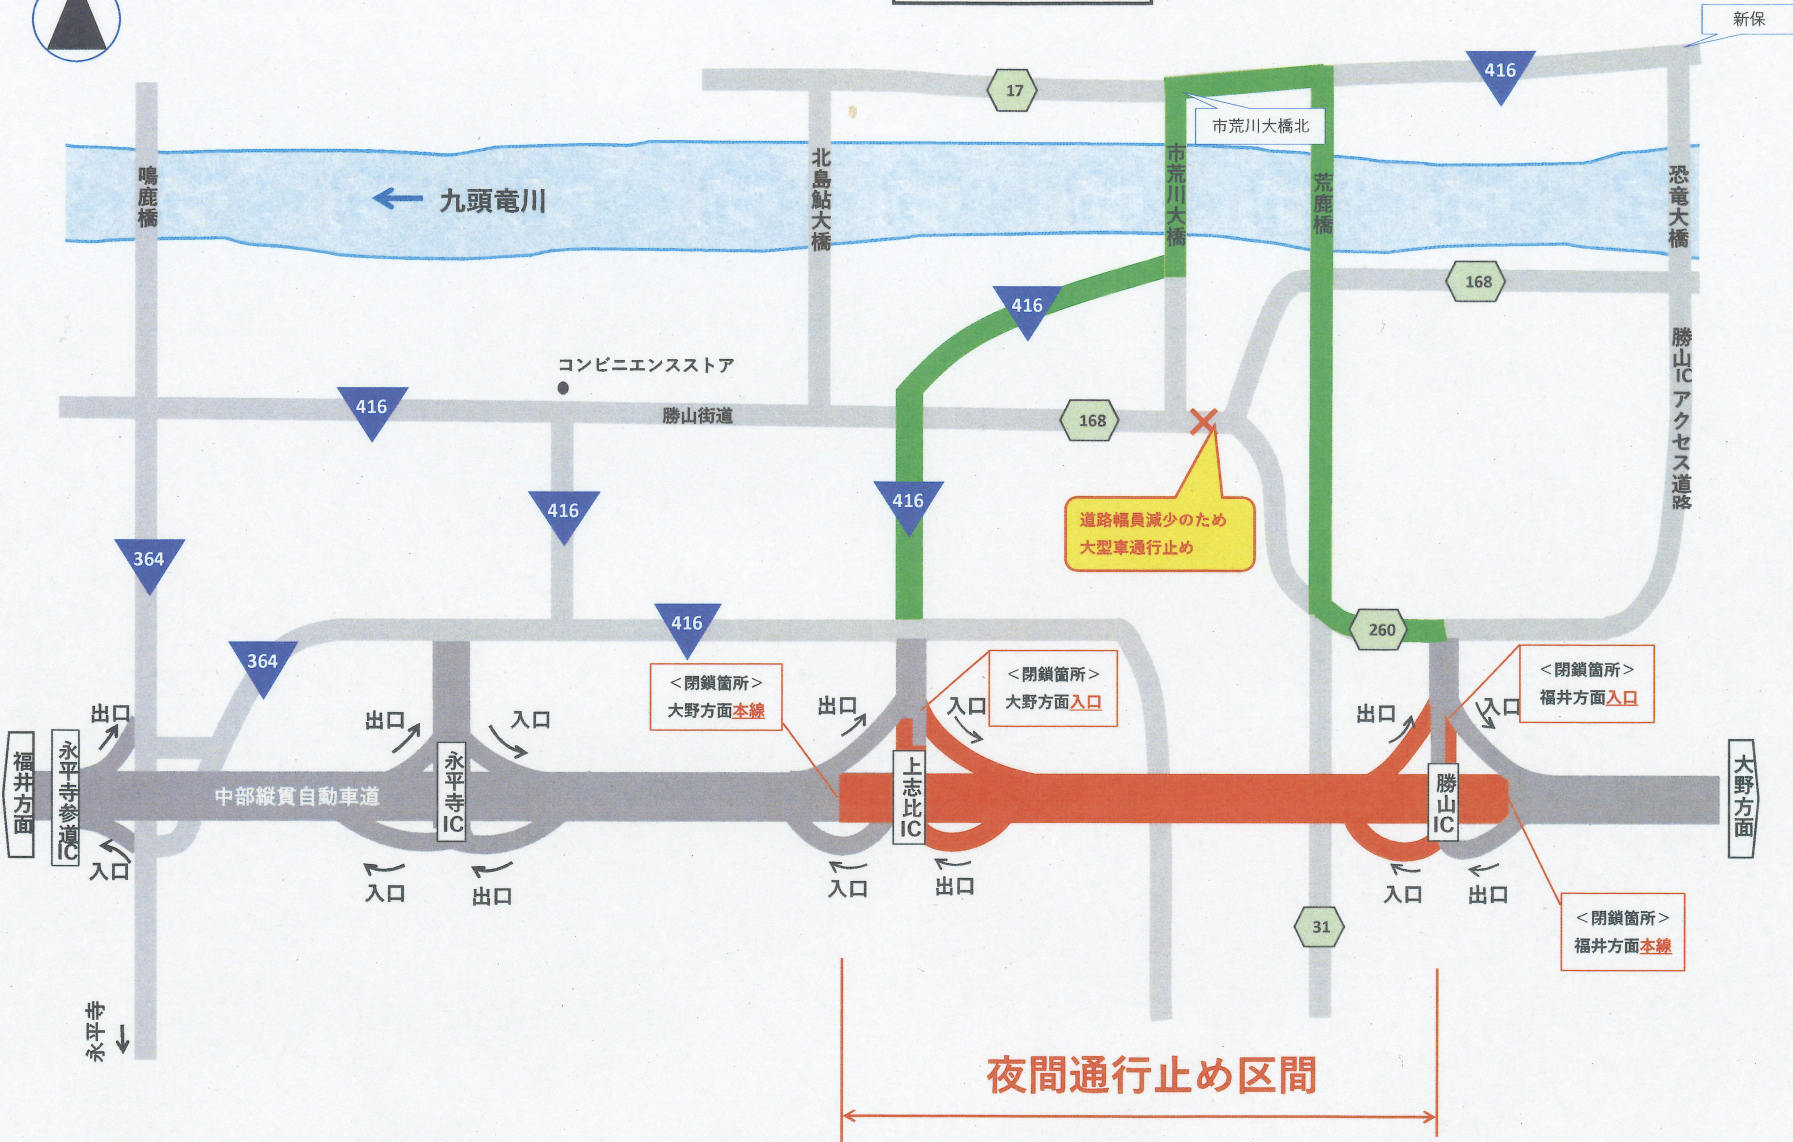 新保
416
17
市荒川大橋北
鳴鹿橋
北島鮎大橋
市荒川大橋
荒鹿橋
恐竜大橋
九頭竜川
168
416
勝山ICアクセス道路
コンビニエンスストア
416
勝山街道
168
416
416
道路幅員減少のため
大型車通行止め
364
416
260
364
<閉鎖箇所>
大野方面本線
<閉鎖箇所>
大野方面入口
<閉鎖箇所>
福井方面入口
出口
出口
入口
出口
入口
出口
入口
福井方面
永平寺参道IC
中部縦貫自動車道
永平寺IC
上志比IC
勝山IC
大野方面
入口
入口
出口
入口
出口
入口
出口
<閉鎖箇所>
福井方面本線
31
永平寺
夜間通行止め区間